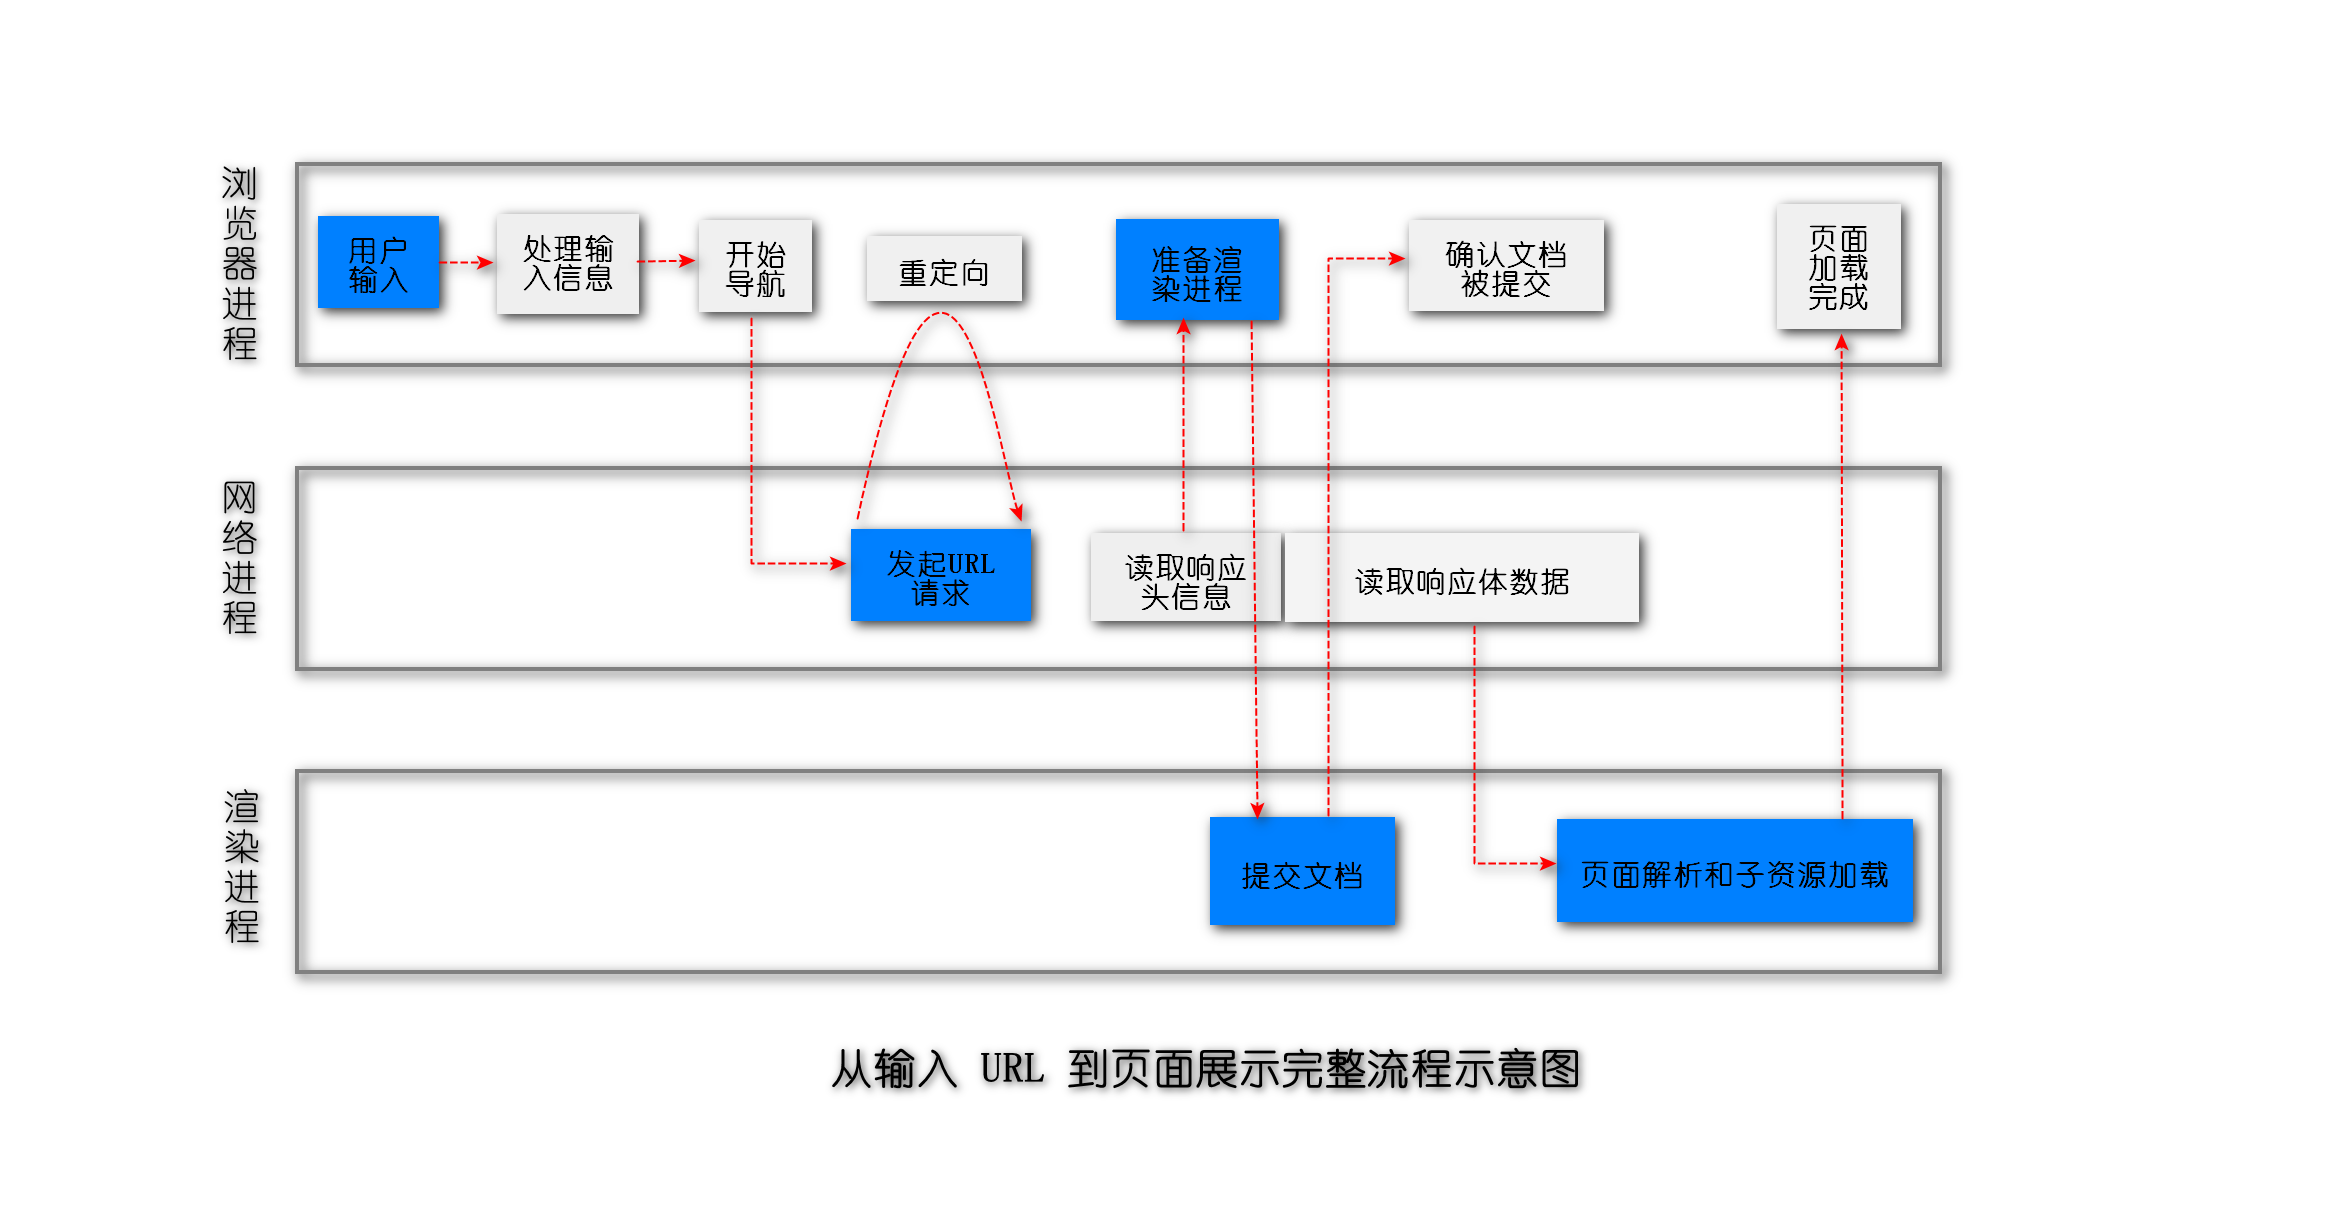 浏览器进程
用户
输入
处理输
入信息
开始
导航
重定向
准备渲
染进程
确认文档
被提交
页面
加载
完成
网络进程
发起URL
请求
读取响应
头信息
读取响应体数据
渲染进程
提交文档
页面解析和子资源加载
从输入 URL 到页面展示完整流程示意图